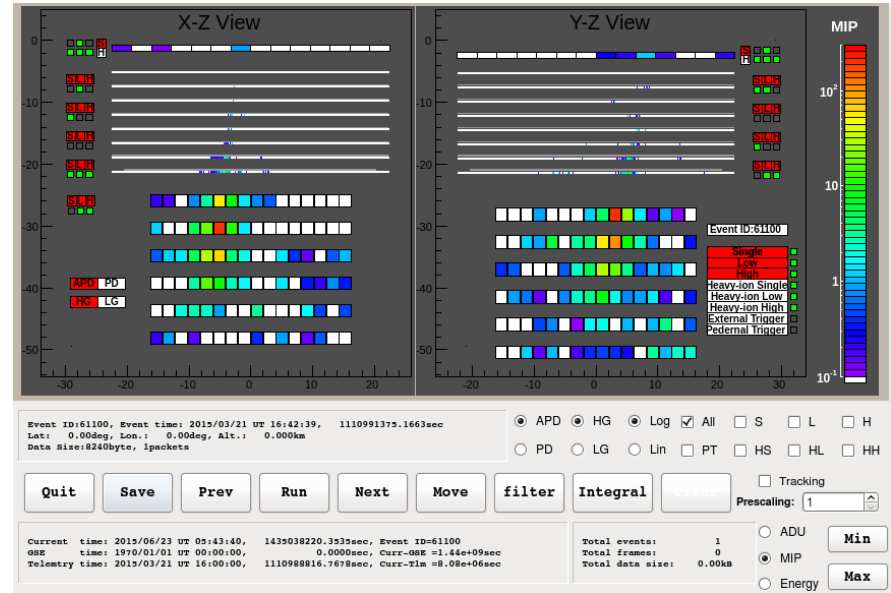 X-Z View
Y-Z View
MIP
0
-10
-20
-30
-40
-50
-30 -20 -10 0 10 20
0
-10
-20
-30
-40
-50
-20 -10 0 10 20 30
S
H
S L H
S L H
S L H
S L H
S L H
APD PD
HG LG
S
H
S L H
S L H
S L H
S L H
Event ID:61100
Single
Low
High
Heavy-ion Single
Heavy-ion Low
Heavy-ion High
External Trigger
Pedernal Trigger
10²
10
1
10⁻¹
Event ID:61100, Event time: 2015/03/21 UT 16:42:39, 1110991375.1663sec
Lat: 0.00deg, Lon.: 0.00deg, Alt.: 0.000km
Data Size:8240byte, 1packets
APD HG Log All S L H
PD LG Lin PT HS HL HH
Quit Save Prev Run Next Move filter Integral Clear
Tracking
Prescaling: 1
Current time: 2015/06/23 UT 05:43:40, 1435038220.3535sec, Event ID=61100
GSE time: 1970/01/01 UT 00:00:00, 0.0000sec, Curr-GSE =1.44e+09sec
Telemtry time: 2015/03/21 UT 16:00:00, 1110988816.7678sec, Curr-Tlm =8.08e+06sec
Total events: 1
Total frames: 0
Total data size: 0.00kB
ADU
MIP
Energy
Min
Max